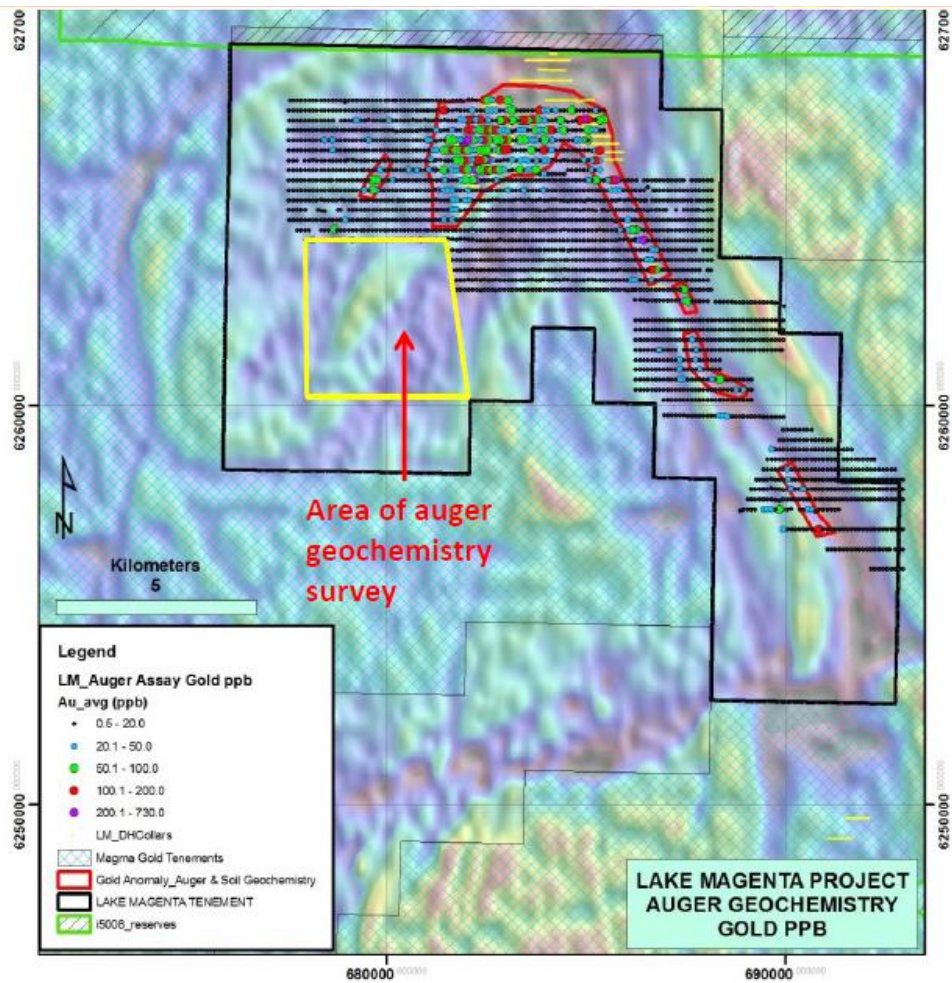 62700
62700
6260000
6260000
N
Area of auger
geochemistry
survey
Kilometers
5
Legend
LM_Auger Assay Gold ppb
Au_avg (ppb)
0.5 - 20.0
20.1 - 50.0
50.1 - 100.0
100.1 - 200.0
200.1 - 730.0
LM_DHCollers
Magma Gold Tenements
Gold Anomaly_Auger & Soil Geochemistry
LAKE MAGENTA TENEMENT
i5006_reserves
6250000
6250000
LAKE MAGENTA PROJECT
AUGER GEOCHEMISTRY
GOLD PPB
680000
690000